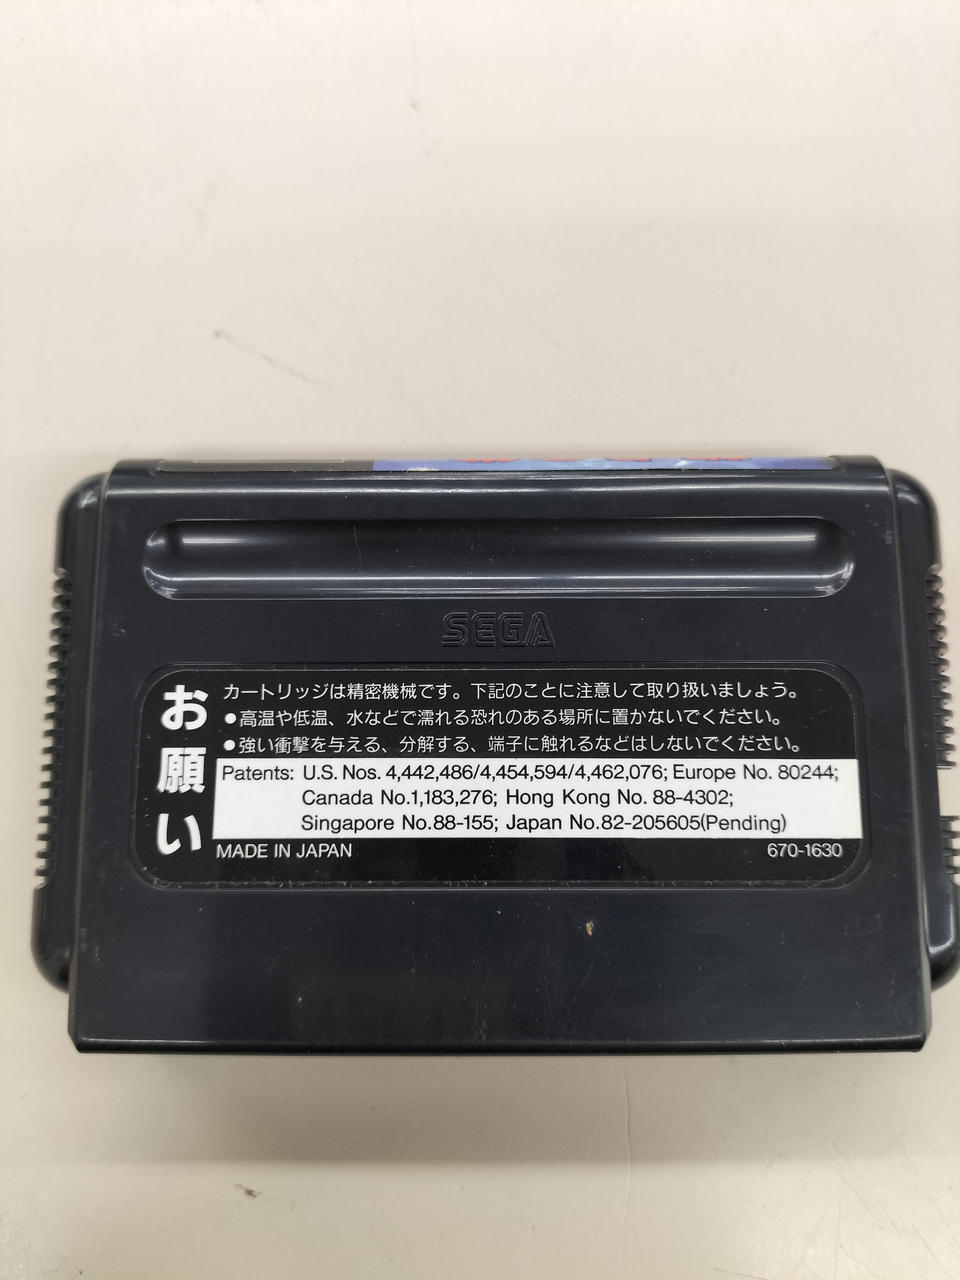 SEGA
お願い
カートリッジは精密機械です。下記のことに注意して取り扱いましょう。
●高温や低温、水などで濡れる恐れのある場所に置かないでください。
●強い衝撃を与える、分解する、端子に触れるなどはしないでください。
Patents: U.S. Nos. 4,442,486/4,454,594/4,462,076; Europe No. 80244;
Canada No.1,183,276; Hong Kong No. 88-4302;
Singapore No.88-155; Japan No.82-205605(Pending)
MADE IN JAPAN 670-1630